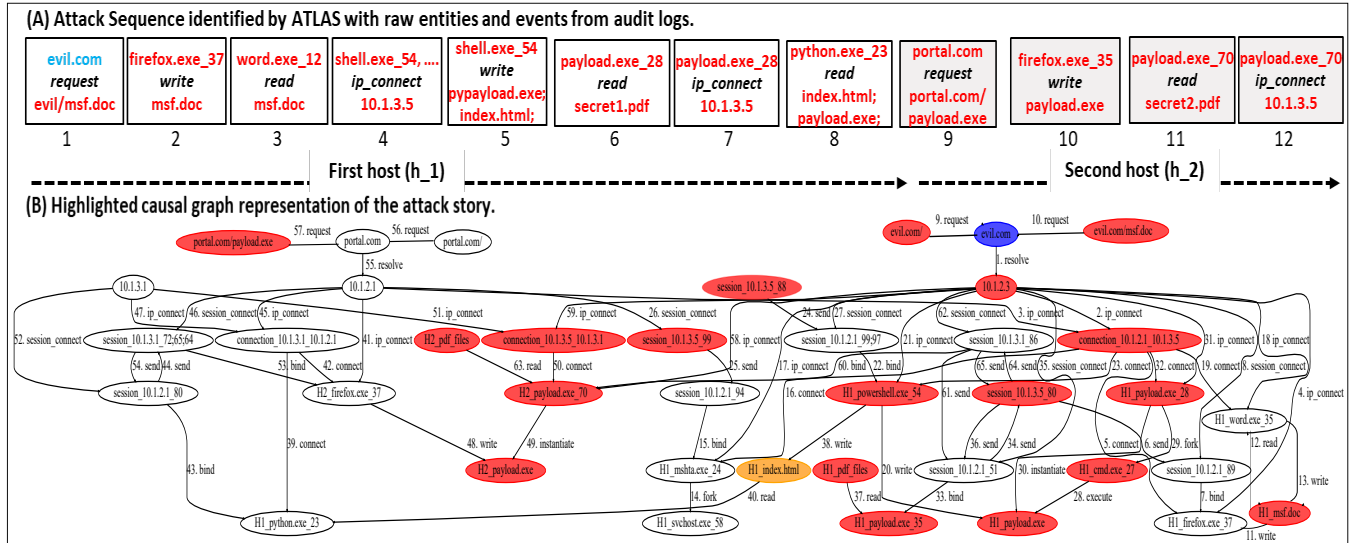 (A) Attack Sequence identified by ATLAS with raw entities and events from audit logs.
evil.com
request
evil/msf.doc
firefox.exe_37
write
msf.doc
word.exe_12
read
msf.doc
shell.exe_54, ....
ip_connect
10.1.3.5
shell.exe_54
write
pypayload.exe;
index.html;
payload.exe_28
read
secret1.pdf
payload.exe_28
ip_connect
10.1.3.5
python.exe_23
read
index.html;
payload.exe;
portal.com
request
portal.com/
payload.exe
firefox.exe_35
write
payload.exe
payload.exe_70
read
secret2.pdf
payload.exe_70
ip_connect
10.1.3.5
1 2 3 4 5 6 7 8 9 10 11 12
First host (h_1)
Second host (h_2)
(B) Highlighted causal graph representation of the attack story.
portal.com/payload.exe
57. request
portal.com
56. request
portal.com/
evil.com/
9. request
evil.com
10. request
evil.com/msf.doc
55. resolve
1. resolve
10.1.3.1
10.1.2.1
session_10.1.3.5_88
10.1.2.3
47. ip_connect
46. session_connect
45. ip_connect
51. ip_connect
59. ip_connect
26. session_connect
24. send
27. session_connect
62. session_connect
3. ip_connect
2. ip_connect
52. session_connect
session_10.1.3.1_72;65;64
connection_10.1.3.1_10.1.2.1
41. ip_connect
H2_pdf_files
connection_10.1.3.5_10.1.3.1
session_10.1.3.5_99
58. ip_connect
session_10.1.2.1_99;97
21. ip_connect
session_10.1.3.1_86
connection_10.1.2.1_10.1.3.5
31. ip_connect
18 ip_connect
54. send
44. send
53. bind
42. connect
63. read
50. connect
25. send
17. ip_connect
60. bind
22. bind
65. send
64. send
35. session_connect
23. connect
32. connect
19. connect
8. session_connect
session_10.1.2.1_80
H2_firefox.exe_37
H2_payload.exe_70
session_10.1.2.1_94
16. connect
H1_powershell.exe_54
61. send
session_10.1.3.5_80
H1_payload.exe_28
H1_word.exe_35
4. ip_connect
39. connect
48. write
49. instantiate
15. bind
38. write
36. send
34. send
5. connect
6. send
29. fork
12. read
43. bind
H2_payload.exe
H1_mshta.exe_24
H1_index.html
H1_pdf_files
20. write
session_10.1.2.1_51
30. instantiate
H1_cmd.exe_27
session_10.1.2.1_89
13. write
14. fork
40. read
37. read
33. bind
28. execute
7. bind
H1_msf.doc
H1_python.exe_23
H1_svchost.exe_58
H1_payload.exe_35
H1_payload.exe
H1_firefox.exe_37
11. write